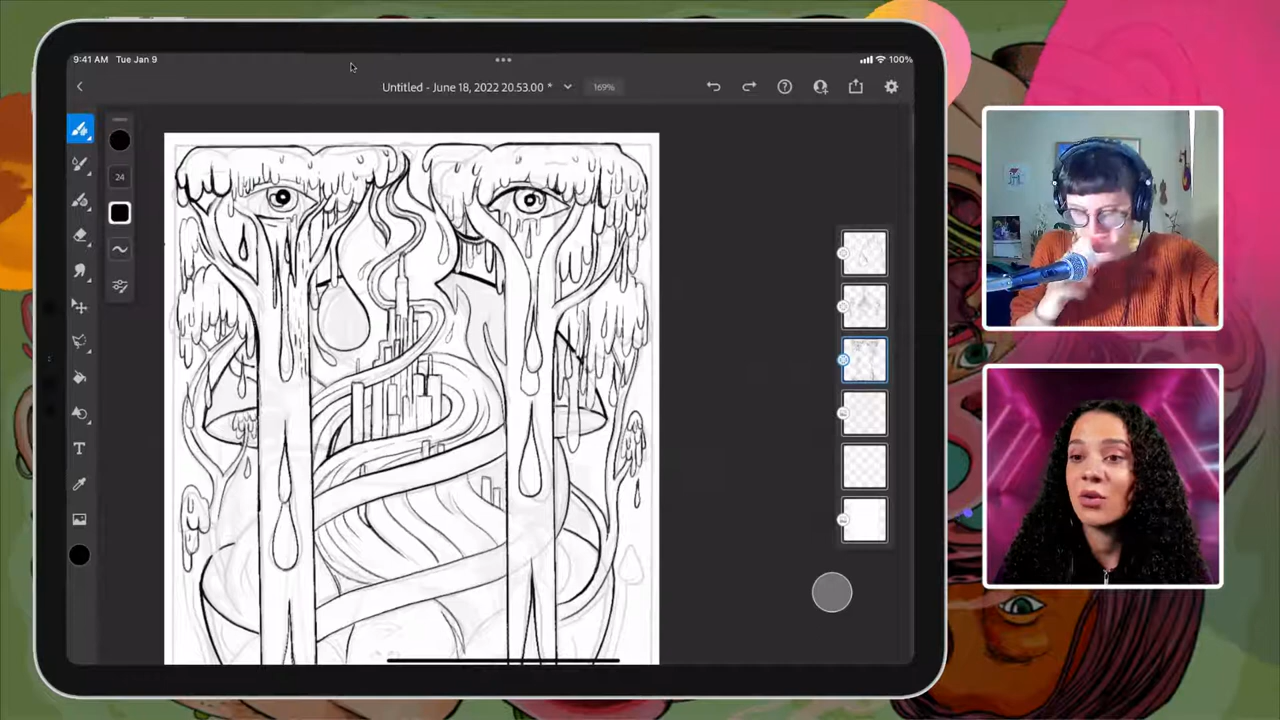 9:41 AM Tue Jan 9
100%
Untitled - June 18, 2022 20.53.00 *
169%
24
T